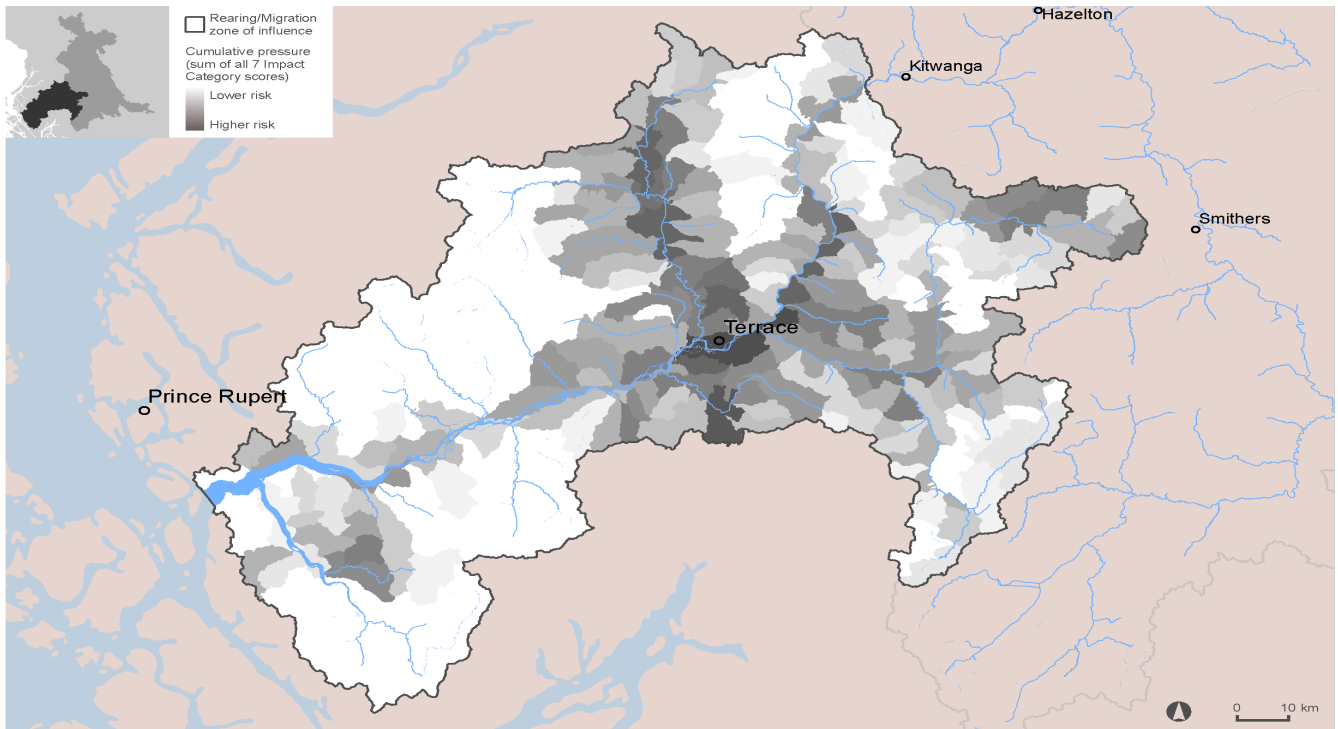 Rearing/Migration
zone of influence
Cumulative pressure
(sum of all 7 Impact
Category scores)
Lower risk
Higher risk
Hazelton
Kitwanga
Smithers
Terrace
Prince Rupert
0 10 km